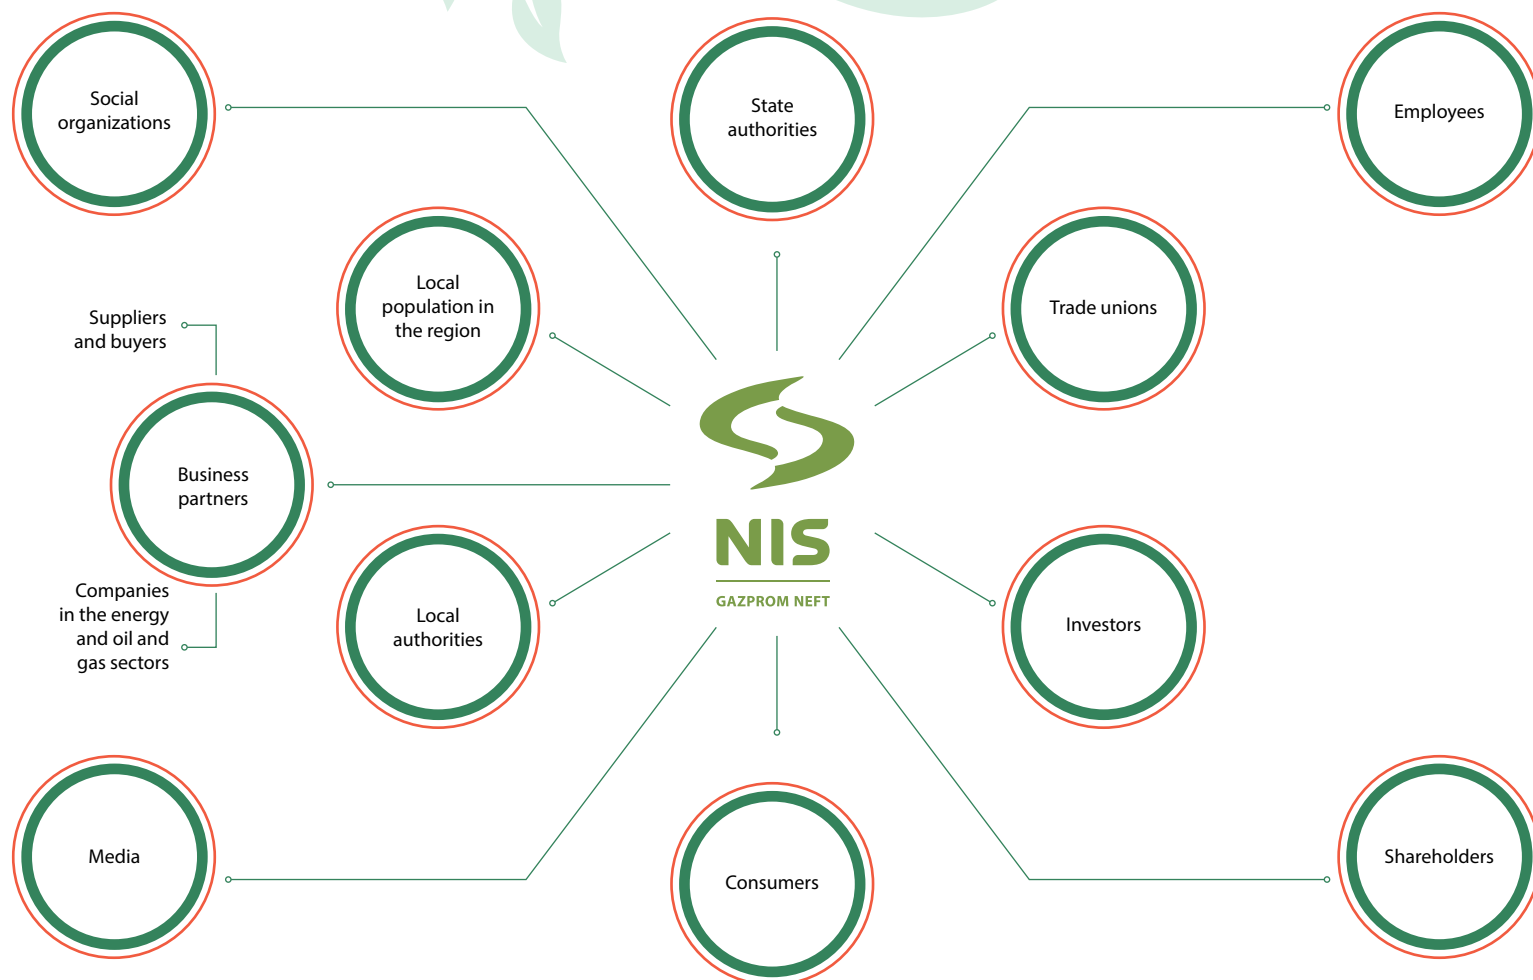 Social
organizations
State
authorities
Employees
Local
population in
the region
Trade unions
Suppliers
and buyers
Business
partners
NIS
GAZPROM NEFT
Companies
in the energy
and oil and
gas sectors
Local
authorities
Investors
Media
Consumers
Shareholders